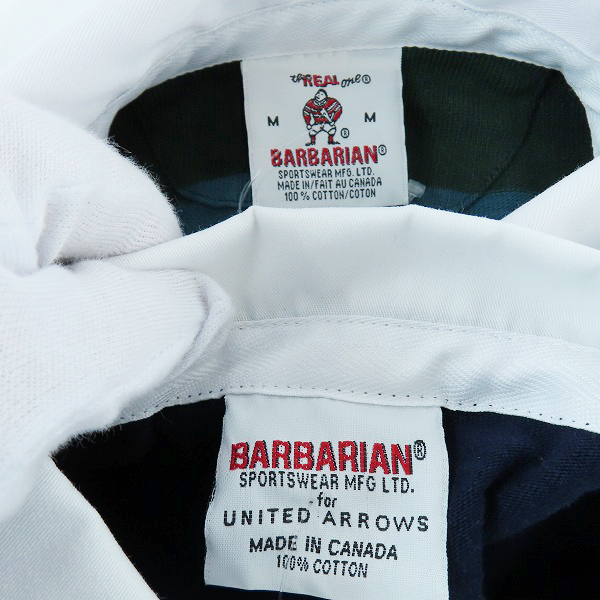 the REAL one®
M M
®
BARBARIAN®
SPORTSWEAR MFG. LTD.
MADE IN/FAIT AU CANADA
100% COTTON/COTON
BARBARIAN®
SPORTSWEAR MFG LTD.
for
UNITED ARROWS
MADE IN CANADA
100% COTTON